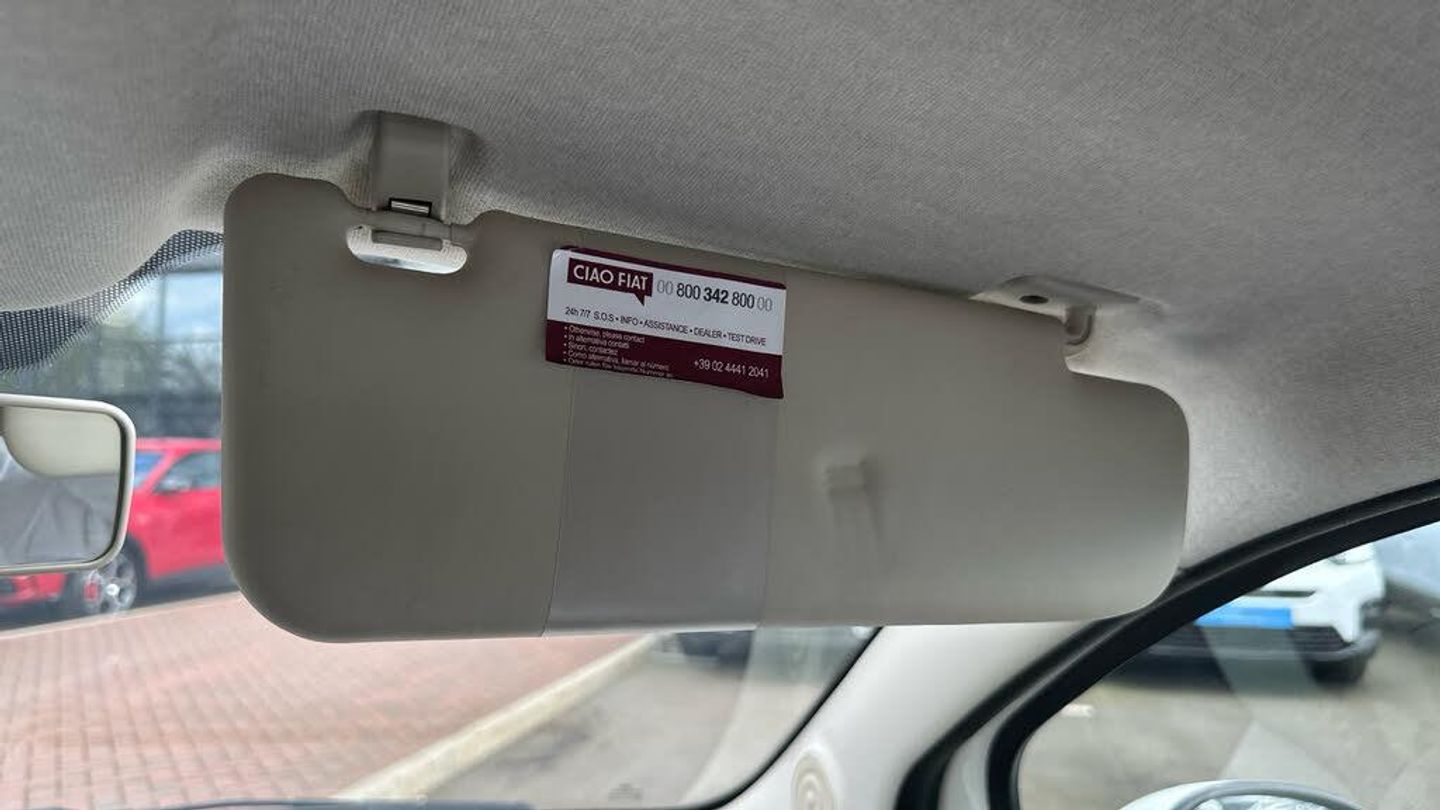 CIAO FIAT 00 800 342 800 00
24h 7/7 S.O.S • INFO • ASSISTANCE • DEALER • TEST DRIVE
• Otherwise, please contact
• In alternativa contatti
• Sinon, contactez
• Como alternativa, llamar al número
+39 02 4441 2041